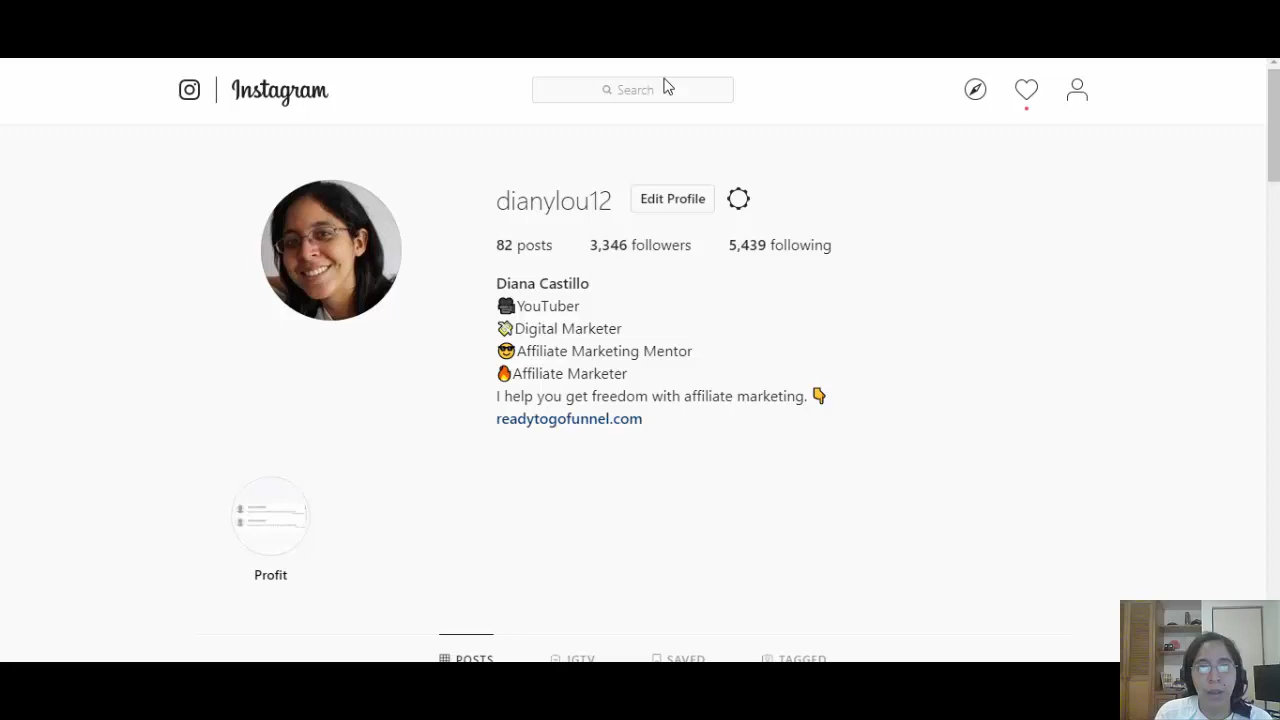 Instagram
Search
dianylou12 Edit Profile
82 posts 3,346 followers 5,439 following
Diana Castillo
🎥YouTuber
💸Digital Marketer
😎Affiliate Marketing Mentor
🔥Affiliate Marketer
I help you get freedom with affiliate marketing. 👇
readytogofunnel.com
Profit
POSTS IGTV SAVED TAGGED